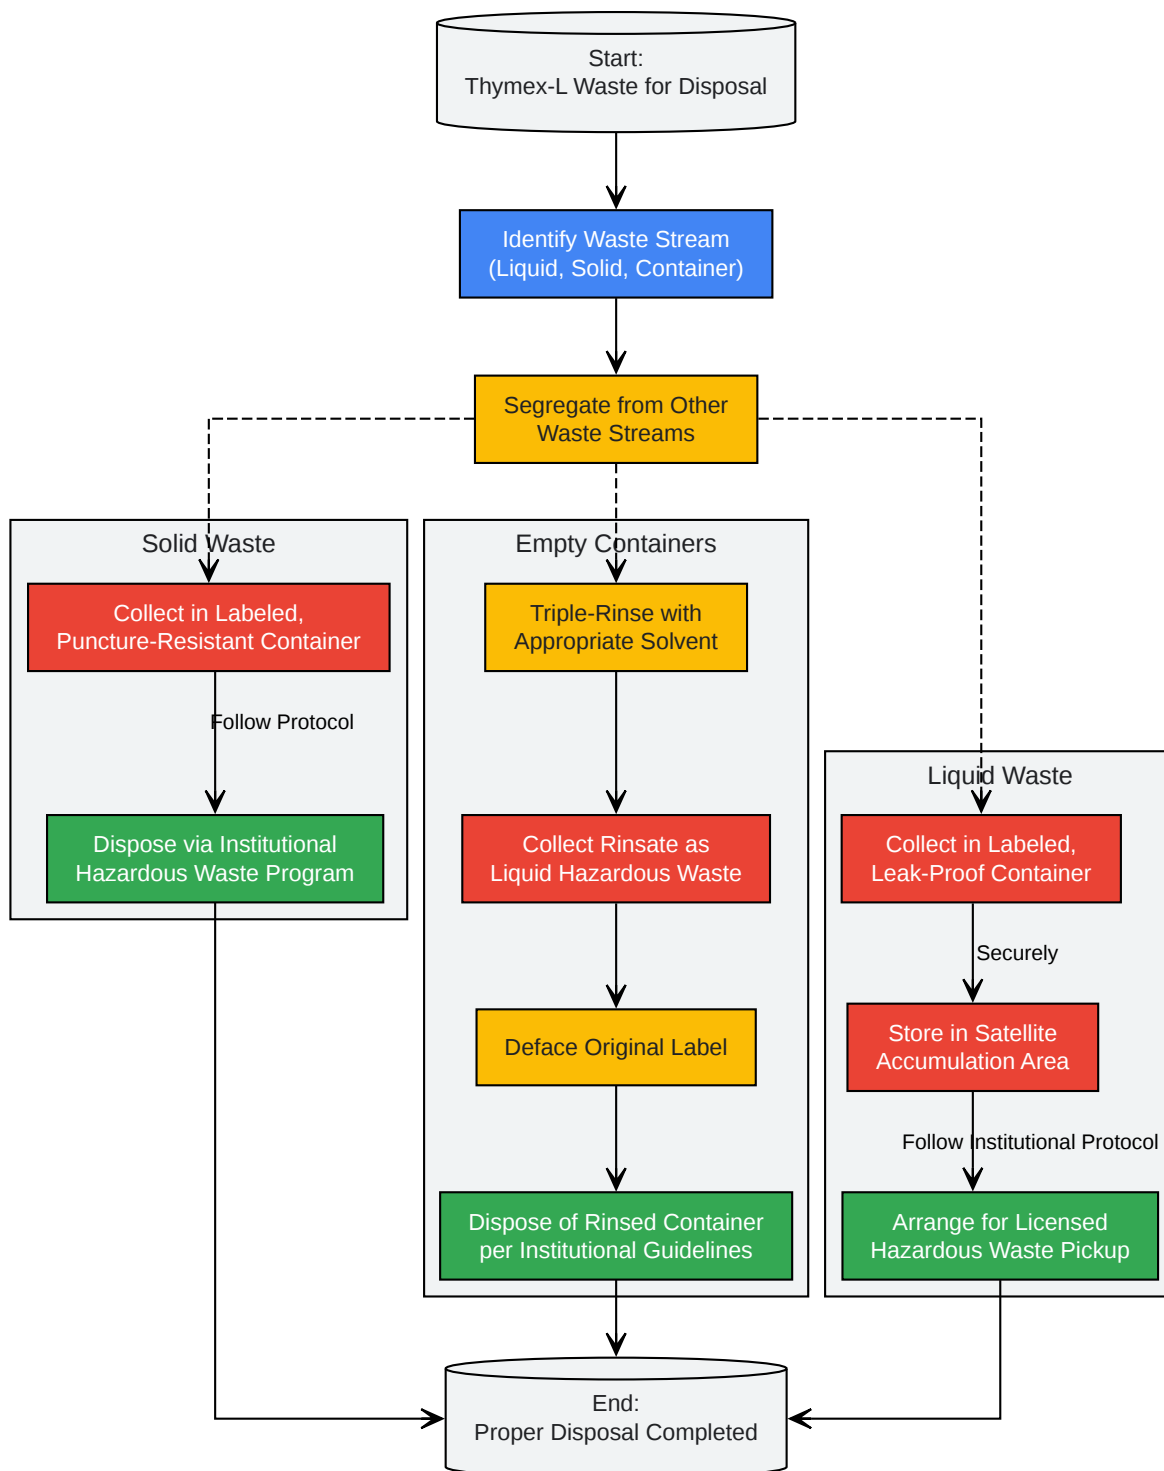 Start:
Thymex-L Waste for Disposal
Identify Waste Stream
(Liquid, Solid, Container)
Segregate from Other
Waste Streams
Solid Waste
Collect in Labeled,
Puncture-Resistant Container
Follow Protocol
Dispose via Institutional
Hazardous Waste Program
Empty Containers
Triple-Rinse with
Appropriate Solvent
Collect Rinsate as
Liquid Hazardous Waste
Deface Original Label
Dispose of Rinsed Container
per Institutional Guidelines
Liquid Waste
Collect in Labeled,
Leak-Proof Container
Securely
Store in Satellite
Accumulation Area
Follow Institutional Protocol
Arrange for Licensed
Hazardous Waste Pickup
End:
Proper Disposal Completed